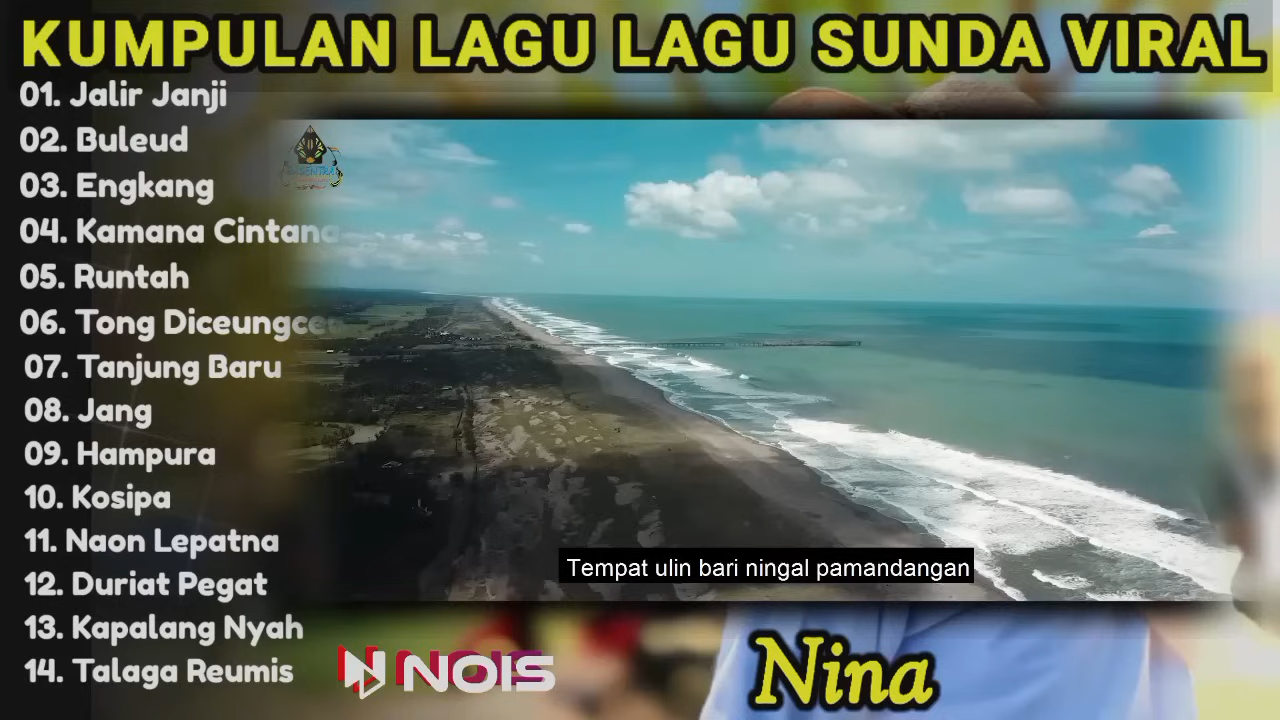 KUMPULAN LAGU LAGU SUNDA VIRAL
01. Jalir Janji
02. Buleud
03. Engkang
04. Kamana Cintana
05. Runtah
06. Tong
07. Tanjung Baru
08. Jang
09. Hampura
10. Kosipa
11. Naon Lepatna
12. Duriat Pegat
13. Kapalang Nyah
14. Talaga Reumis
Tempat ulin bari ningal pamandangan
NOIS
Nina